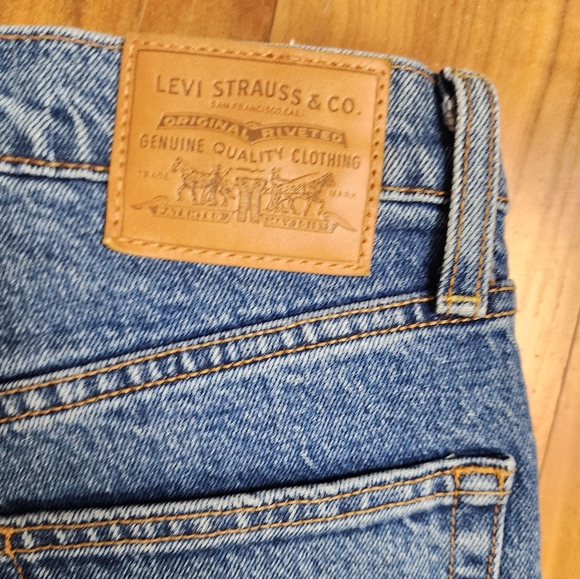 LEVI STRAUSS & CO.
SAN FRANCISCO CAL.
ORIGINAL RIVETED
GENUINE QUALITY CLOTHING
TRADE MARK
PATENTED MAY 20 1873